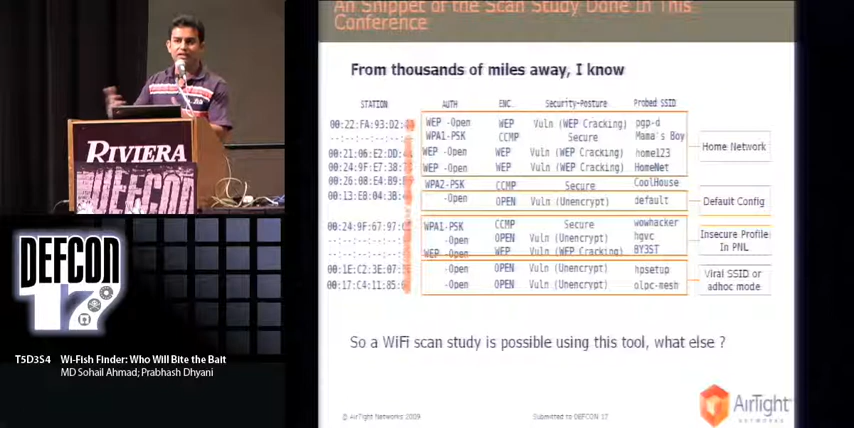 An Snippet of the Scan Study Done In This
Conference
From thousands of miles away, I know
STATION AUTH ENC. Security-Posture Probed SSID
00:22:FA:93:D2: WEP -Open WEP Vuln (WEP Cracking) pgp-d
--:--:--:--:-- WPA1-PSK CCMP Secure Mama's Boy
00:21:06:E2:DD: WEP -Open WEP Vuln (WEP Cracking) home123
00:24:9F:E7:38: WEP -Open WEP Vuln (WEP Cracking) HomeNet
Home Network
00:26:08:E4:B9: WPA2-PSK CCMP Secure CoolHouse
00:13:E8:04:3B: -Open OPEN Vuln (Unencrypt) default
Default Config
00:24:9F:67:97: WPA1-PSK CCMP Secure wowhacker
--:--:--:--:-- -Open OPEN Vuln (Unencrypt) hgvc
--:--:--:--:-- WEP -Open WEP Vuln (WEP Cracking) BY3ST
Insecure Profile
In PNL
00:1E:C2:3E:07: -Open OPEN Vuln (Unencrypt) hpsetup
00:17:C4:11:85: -Open OPEN Vuln (Unencrypt) olpc-mesh
Viral SSID or
adhoc mode
So a WiFi scan study is possible using this tool, what else ?
© AirTight Networks 2009
Submitted to DEFCON 17
AirTight
NETWORKS
RIVIERA
DEFCON
DEFCON
17
T5D3S4 Wi-Fish Finder: Who Will Bite the Bait
MD Sohail Ahmad; Prabhash Dhyani